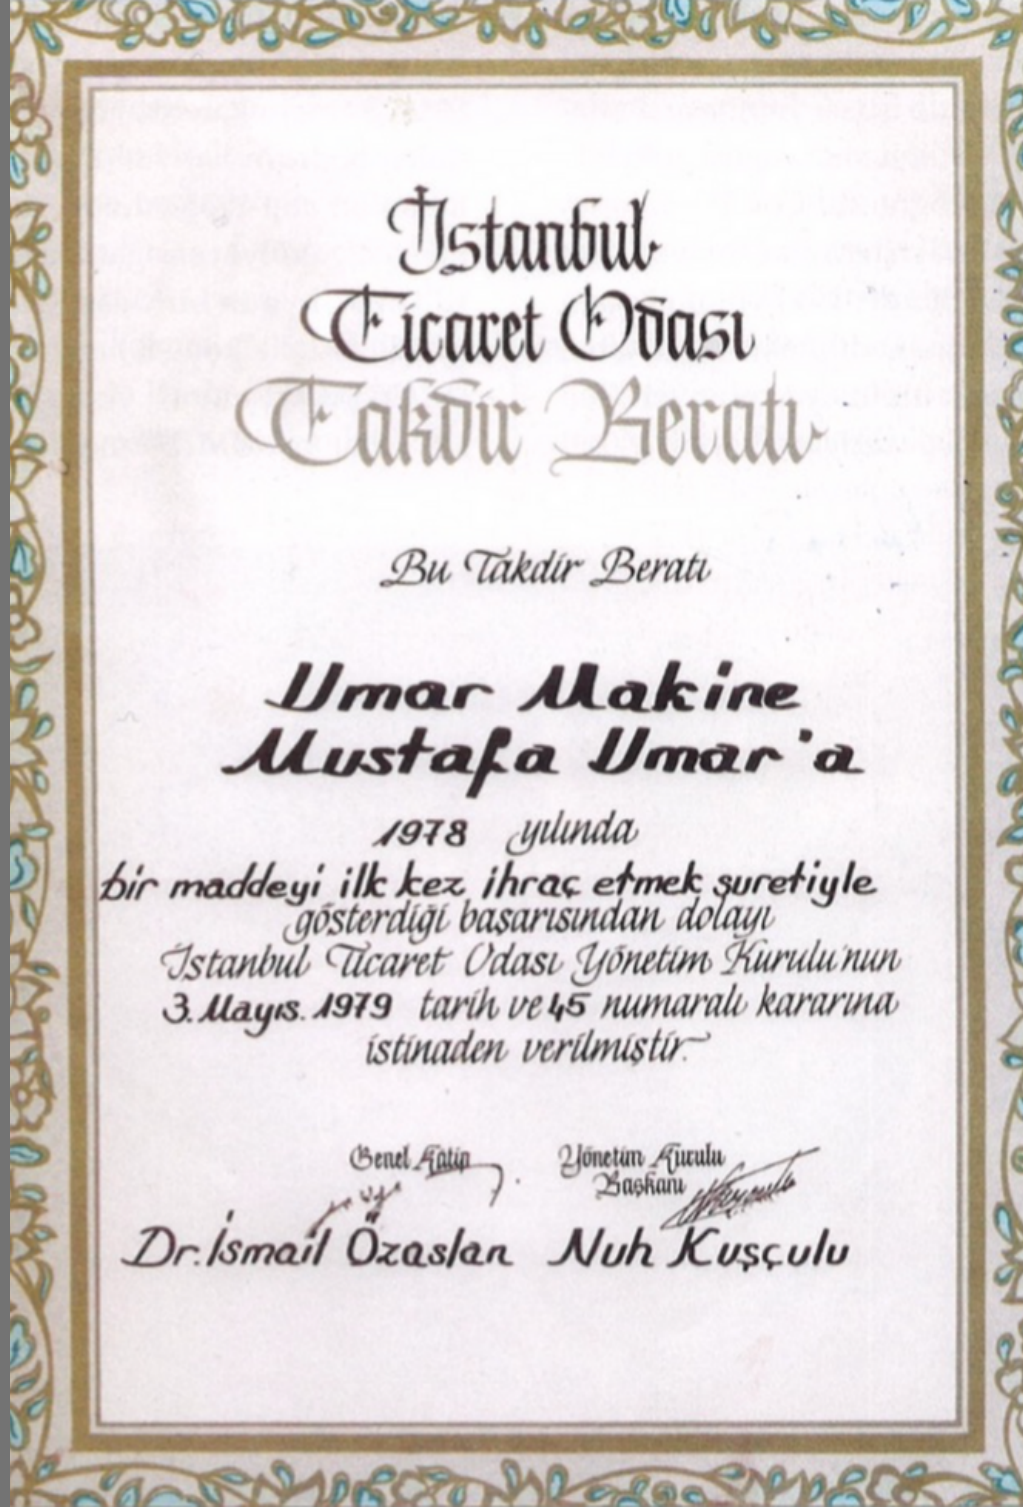 İstanbul
Ticaret Odası
Takdir Beratı
Bu Takdir Beratı
Umar Makine
Mustafa Umar'a
1978 yılında
bir maddeyi ilk kez ihraç etmek suretiyle
gösterdiği başarısından dolayı
İstanbul Ticaret Odası Yönetim Kurulu'nun
3.Mayıs.1979 tarih ve 45 numaralı kararına
istinaden verilmiştir.
Genel Kâtip
Yönetim Kurulu
Başkanı
Dr.İsmail Özaslan
Nuh Kuşçulu